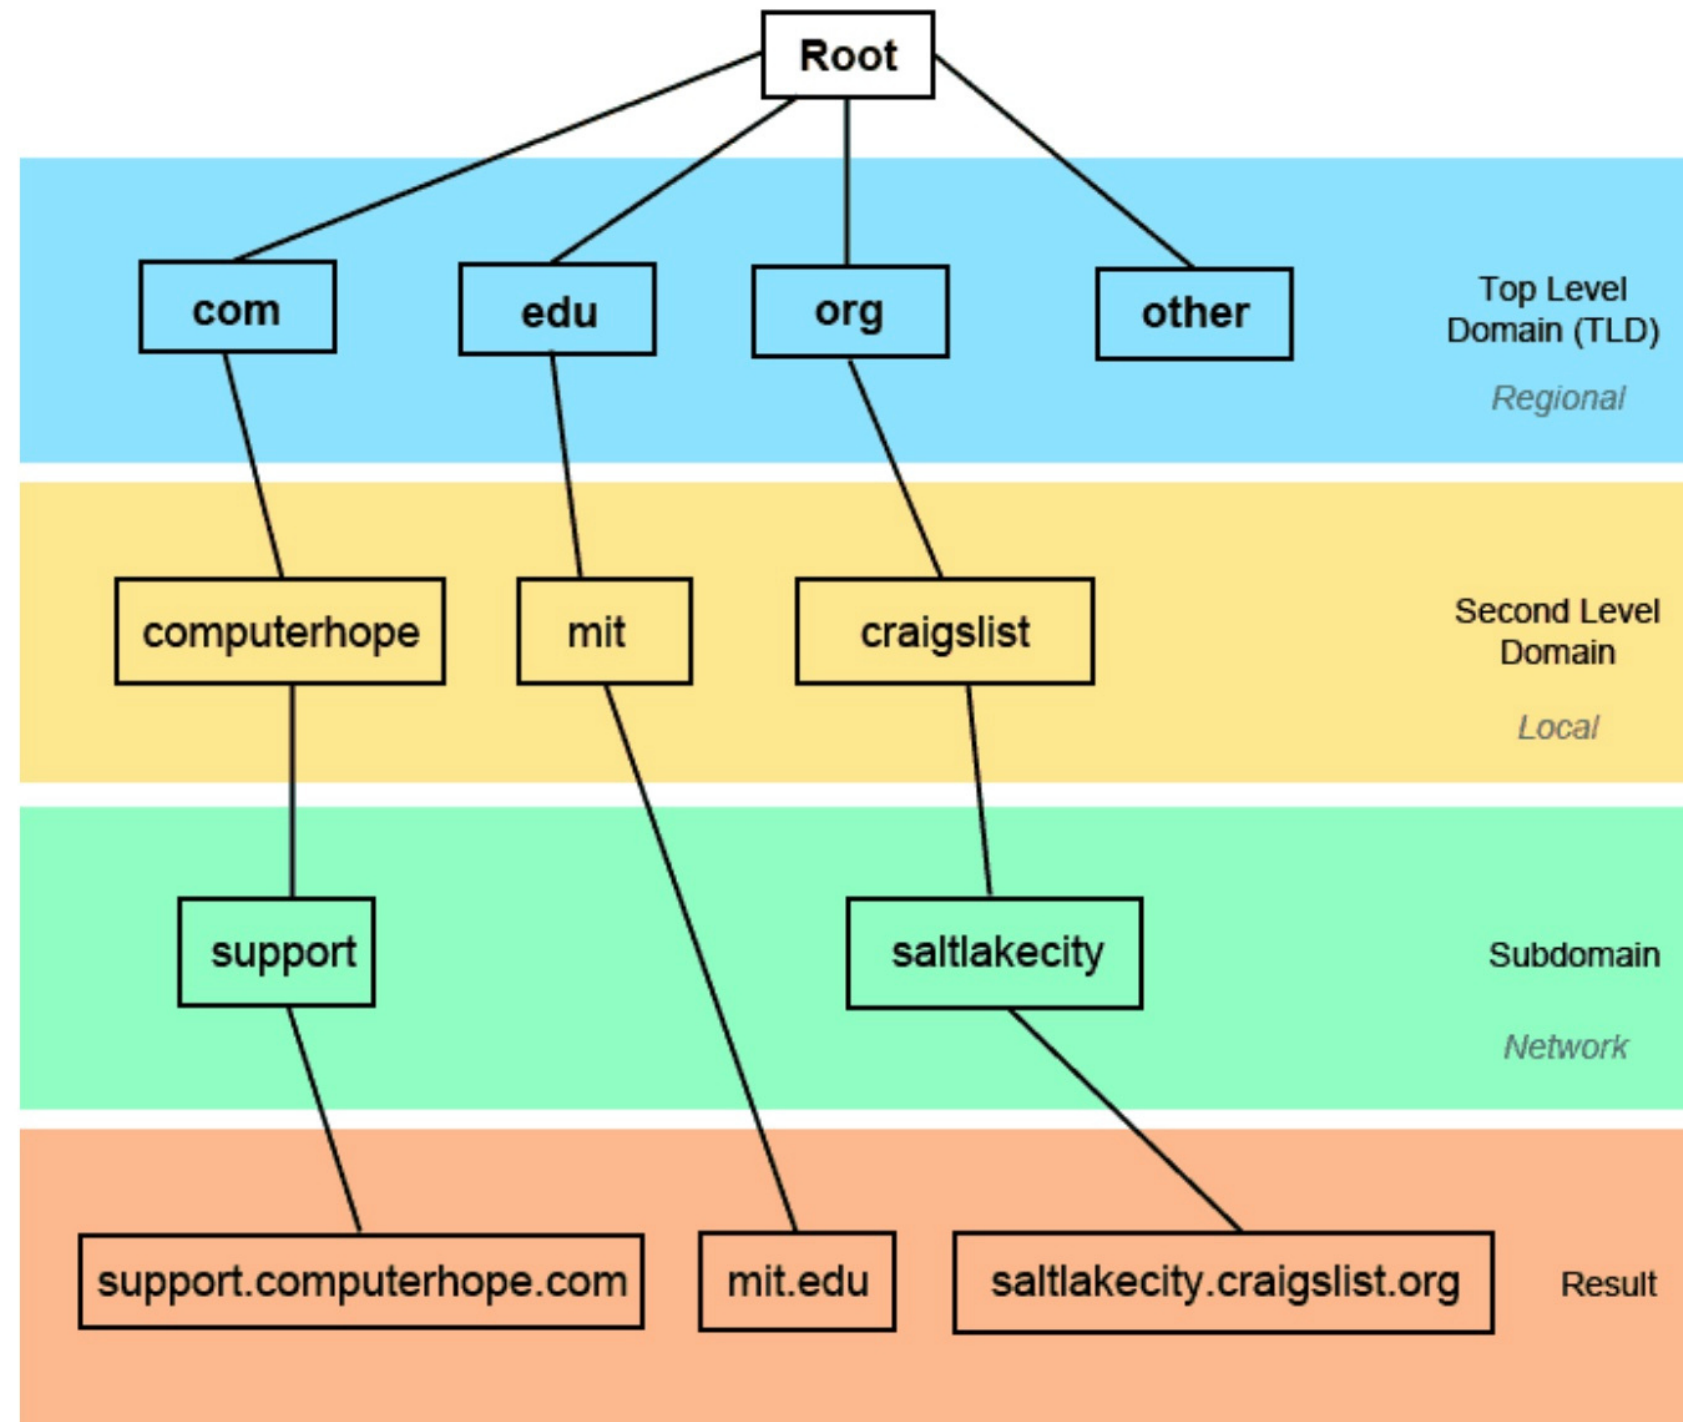 Root
com
edu
org
other
Top Level
Domain (TLD)
Regional
computerhope
mit
craigslist
Second Level
Domain
Local
support
saltlakecity
Subdomain
Network
support.computerhope.com
mit.edu
saltlakecity.craigslist.org
Result